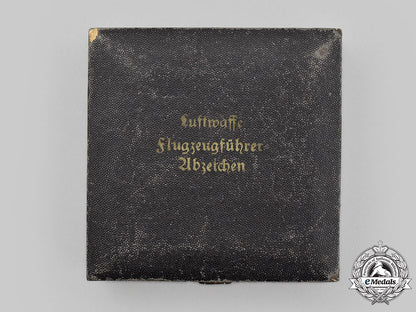 Luftwaffe
Flugzeugführer-
Abzeichen
eMedals